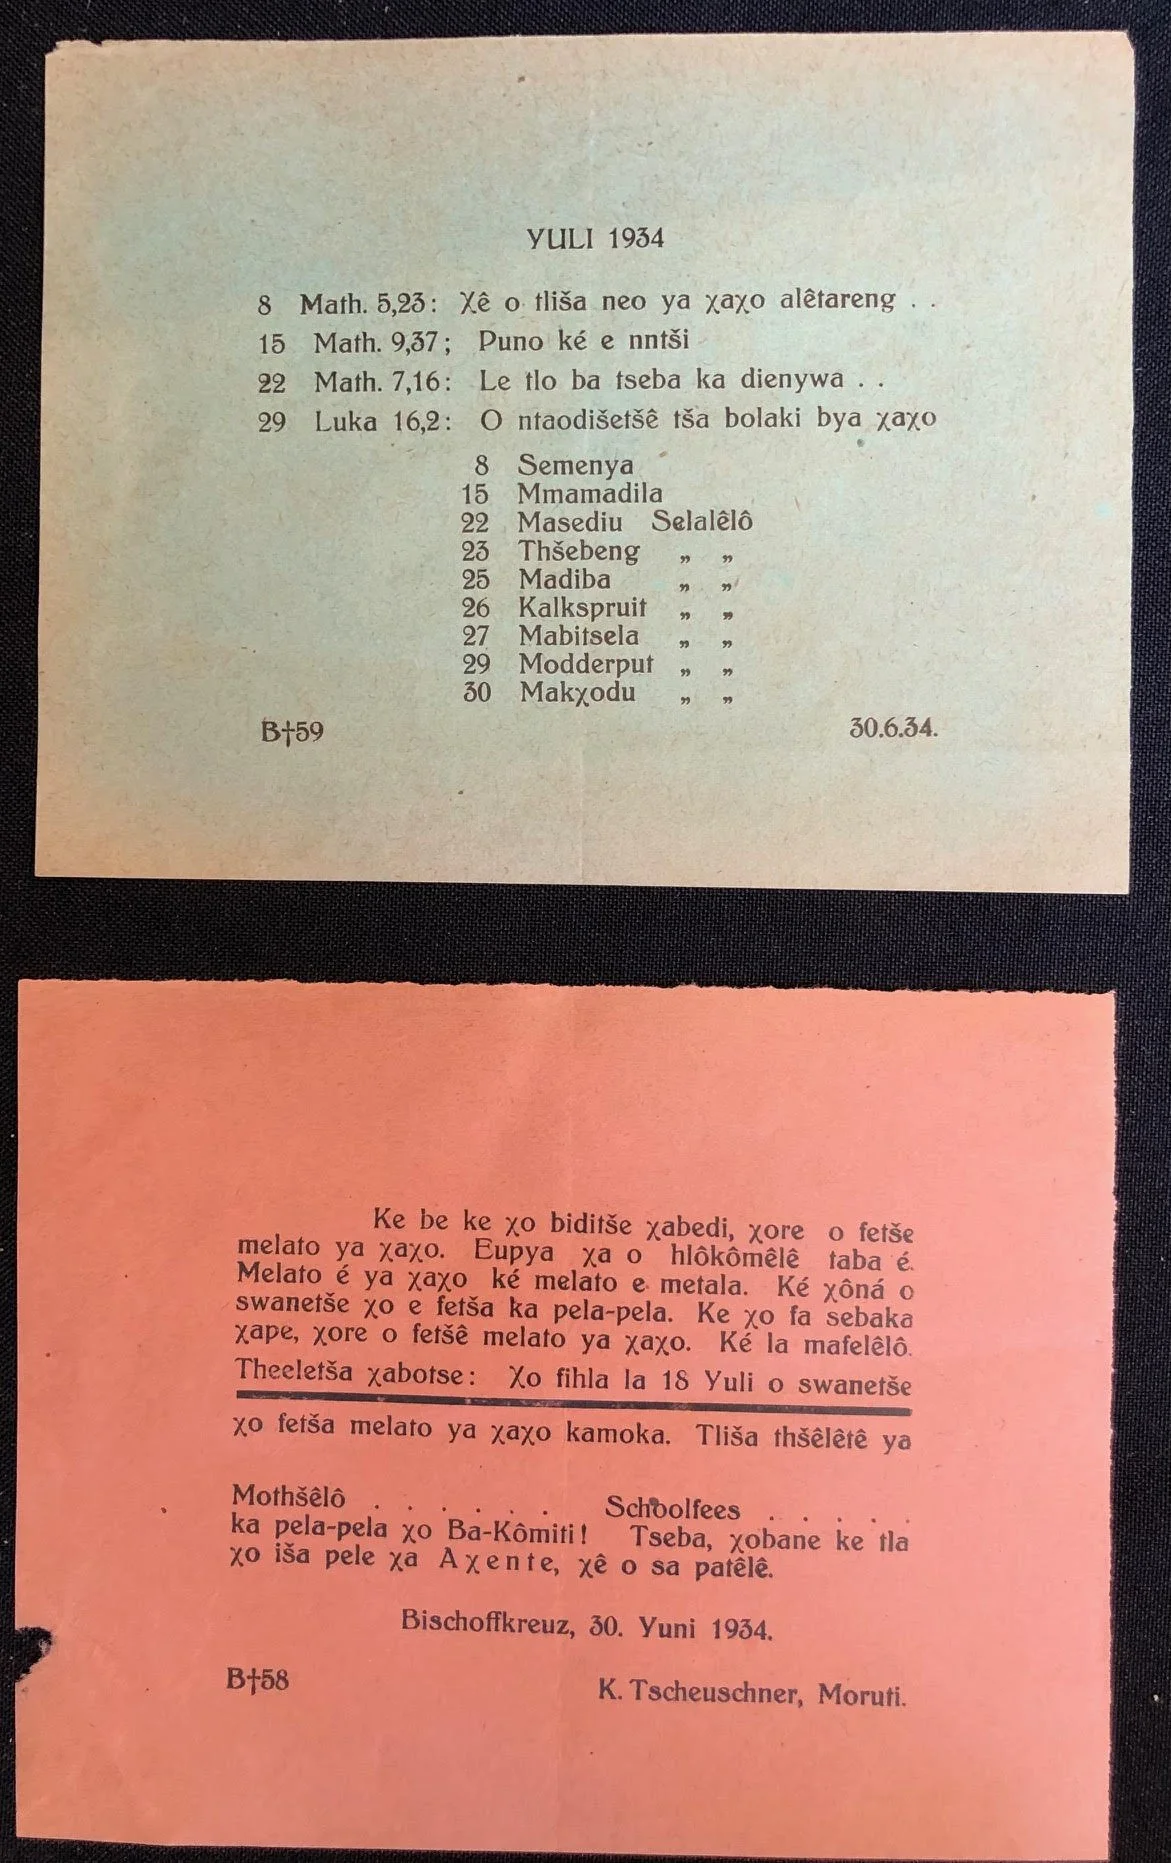 YULI 1934
8 Math. 5,23: Χê o tliša neo ya χaχo alêtareng . .
15 Math. 9,37; Puno ké e nntši
22 Math. 7,16: Le tlo ba tseba ka dienywa . .
29 Luka 16,2: O ntaodišetšê tša bolaki bya χaχo
8 Semenya
15 Mmamadila
22 Masediu Selalêlô
23 Thšebeng „ „
25 Madiba „ „
26 Kalkspruit „ „
27 Mabitsela „ „
29 Modderput „ „
30 Makχodu „ „
B†59 30.6.34.
Ke be ke χo biditše χabedi, χore o fetše
melato ya χaχo. Eupya χa o hlôkômêlê taba é.
Melato é ya χaχo ké melato e metala. Ké χôná o
swanetše χo e fetša ka pela-pela. Ke χo fa sebaka
χape, χore o fetšê melato ya χaχo. Ké la mafelêlô.
Theeletša χabotse: Χo fihla la 18 Yuli o swanetše
χo fetša melato ya χaχo kamoka. Tliša thšêlêtê ya
Mothšêlô . . . . . . Schoolfees . . . . .
ka pela-pela χo Ba-Kômiti! Tseba, χobane ke tla
χo iša pele χa Aχente, χê o sa patêlê.
Bischoffkreuz, 30. Yuni 1934.
B†58 K. Tscheuschner, Moruti.